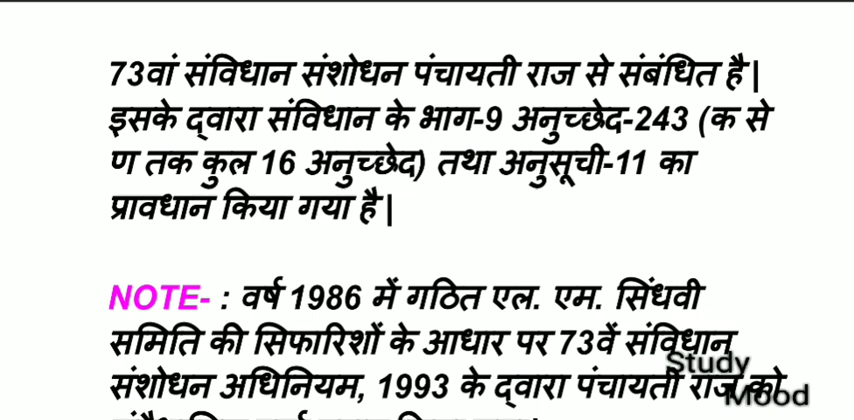 73वां संविधान संशोधन पंचायती राज से संबंधित है|
इसके द्वारा संविधान के भाग-9 अनुच्छेद-243 (क से
ण तक कुल 16 अनुच्छेद) तथा अनुसूची-11 का
प्रावधान किया गया है|
NOTE- : वर्ष 1986 में गठित एल. एम. सिंधवी
समिति की सिफारिशों के आधार पर 73वें संविधान
संशोधन अधिनियम, 1993 के द्वारा पंचायती राज को
Study
Mood